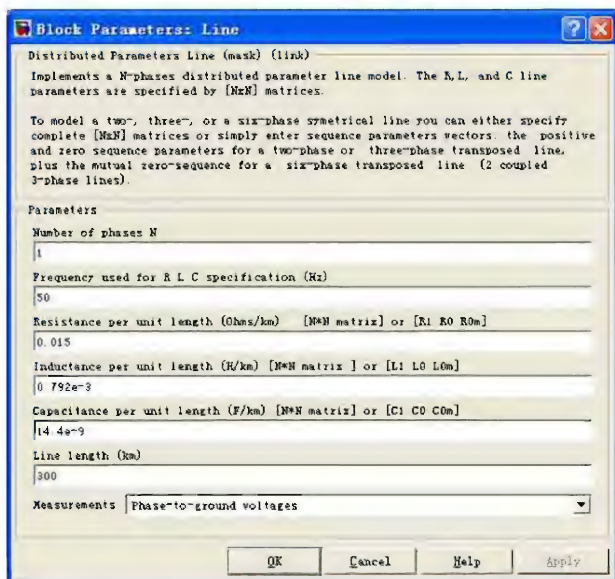 Block Parameters: Line
Distributed Parameters Line (mask) (link)
Implements a N-phases distributed parameter line model. The R,L, and C line
parameters are specified by [NxN] matrices.
To model a two-, three-, or a six-phase symetrical line you can either specify
complete [NxN] matrices or simply enter sequence parameters vectors. the positive
and zero sequence parameters for a two-phase or three-phase transposed line,
plus the mutual zero-sequence for a six-phase transposed line (2 coupled
3-phase lines).
Parameters
Number of phases N
1
Frequency used for R L C specification (Hz)
50
Resistance per unit length (Ohms/km) [N*N matrix] or [R1 R0 R0m]
0.015
Inductance per unit length (H/km) [N*N matrix ] or [L1 L0 L0m]
0 792e-3
Capacitance per unit length (F/km) [N*N matrix] or [C1 C0 C0m]
14.4e-9
Line length (km)
300
Measurements Phase-to-ground voltages
OK Cancel Help Apply